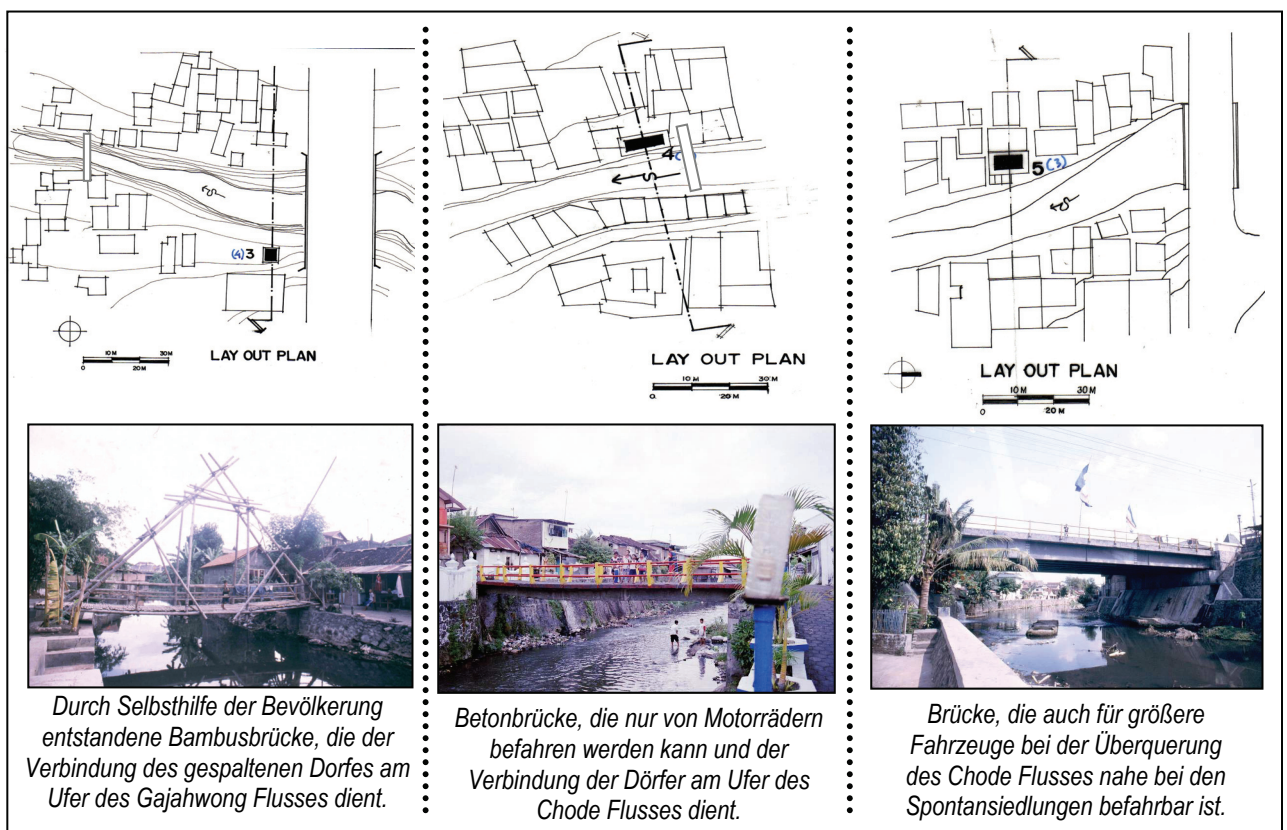 (4)3
10M 30M
0 20M
LAY OUT PLAN
4(
S
LAY OUT PLAN
10M 30M
0. 20M
5(3)
S
LAY OUT PLAN
10M 30M
0 20M
Durch Selbsthilfe der Bevölkerung
entstandene Bambusbrücke, die der
Verbindung des gespaltenen Dorfes am
Ufer des Gajahwong Flusses dient.
Betonbrücke, die nur von Motorrädern
befahren werden kann und der
Verbindung der Dörfer am Ufer des
Chode Flusses dient.
Brücke, die auch für größere
Fahrzeuge bei der Überquerung
des Chode Flusses nahe bei den
Spontansiedlungen befahrbar ist.